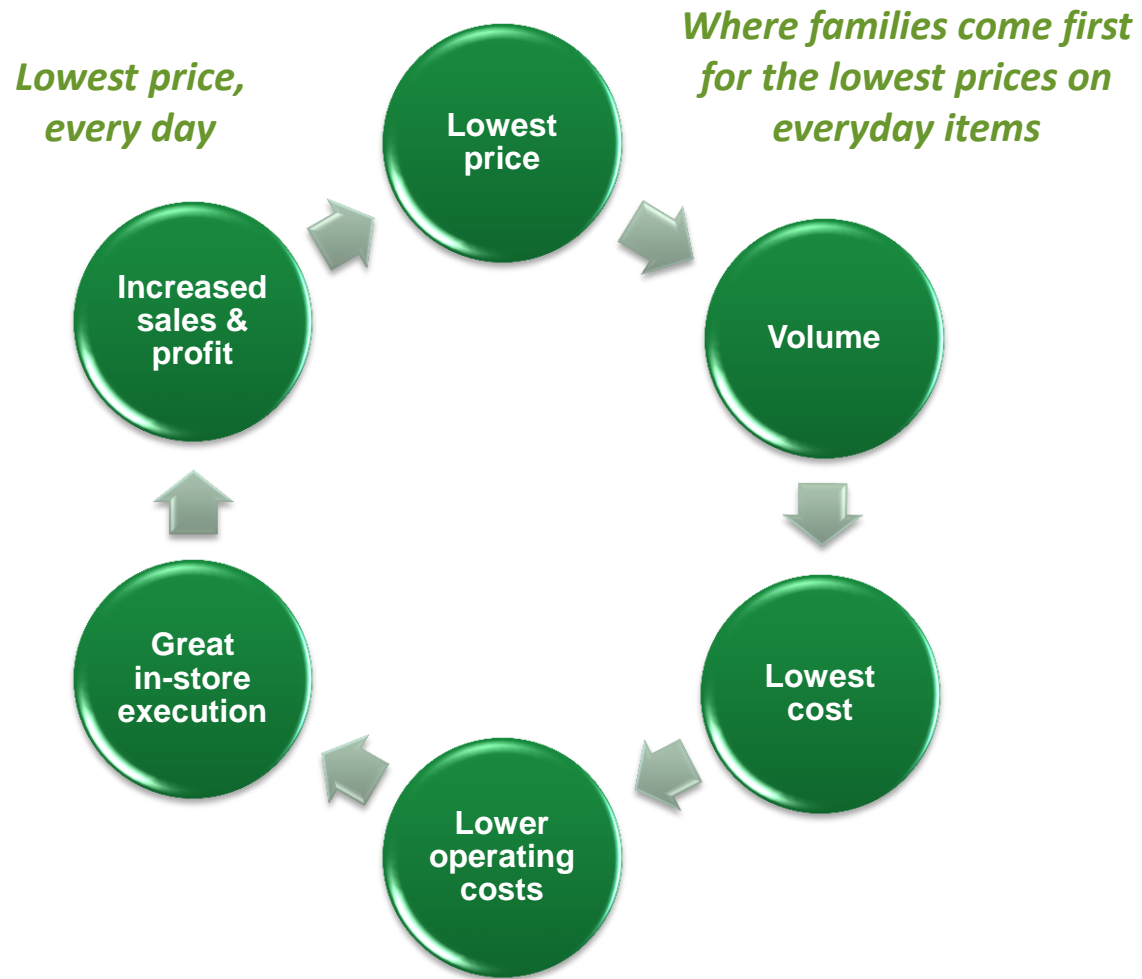 Lowest price,
every day
Where families come first
for the lowest prices on
everyday items
Lowest
price
Volume
Lowest
cost
Lower
operating
costs
Great
in-store
execution
Increased
sales &
profit